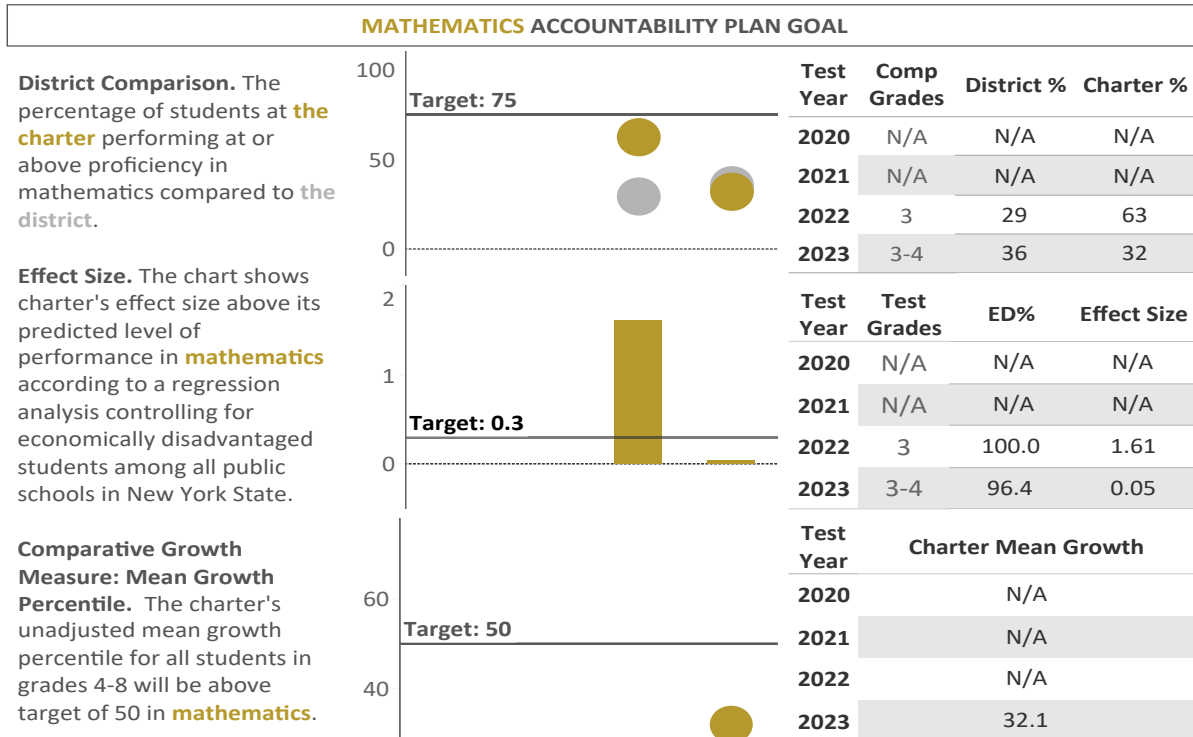 MATHEMATICS ACCOUNTABILITY PLAN GOAL
District Comparison. The
percentage of students at the
charter performing at or
above proficiency in
mathematics compared to the
district.
100
Target: 75
50
0
Test Year Comp Grades District % Charter %
2020 N/A N/A N/A
2021 N/A N/A N/A
2022 3 29 63
2023 3-4 36 32
Effect Size. The chart shows
charter's effect size above its
predicted level of
performance in mathematics
according to a regression
analysis controlling for
economically disadvantaged
students among all public
schools in New York State.
2
1
Target: 0.3
0
Test Year Test Grades ED% Effect Size
2020 N/A N/A N/A
2021 N/A N/A N/A
2022 3 100.0 1.61
2023 3-4 96.4 0.05
Comparative Growth
Measure: Mean Growth
Percentile. The charter's
unadjusted mean growth
percentile for all students in
grades 4-8 will be above
target of 50 in mathematics.
60
Target: 50
40
Test Year Charter Mean Growth
2020 N/A
2021 N/A
2022 N/A
2023 32.1